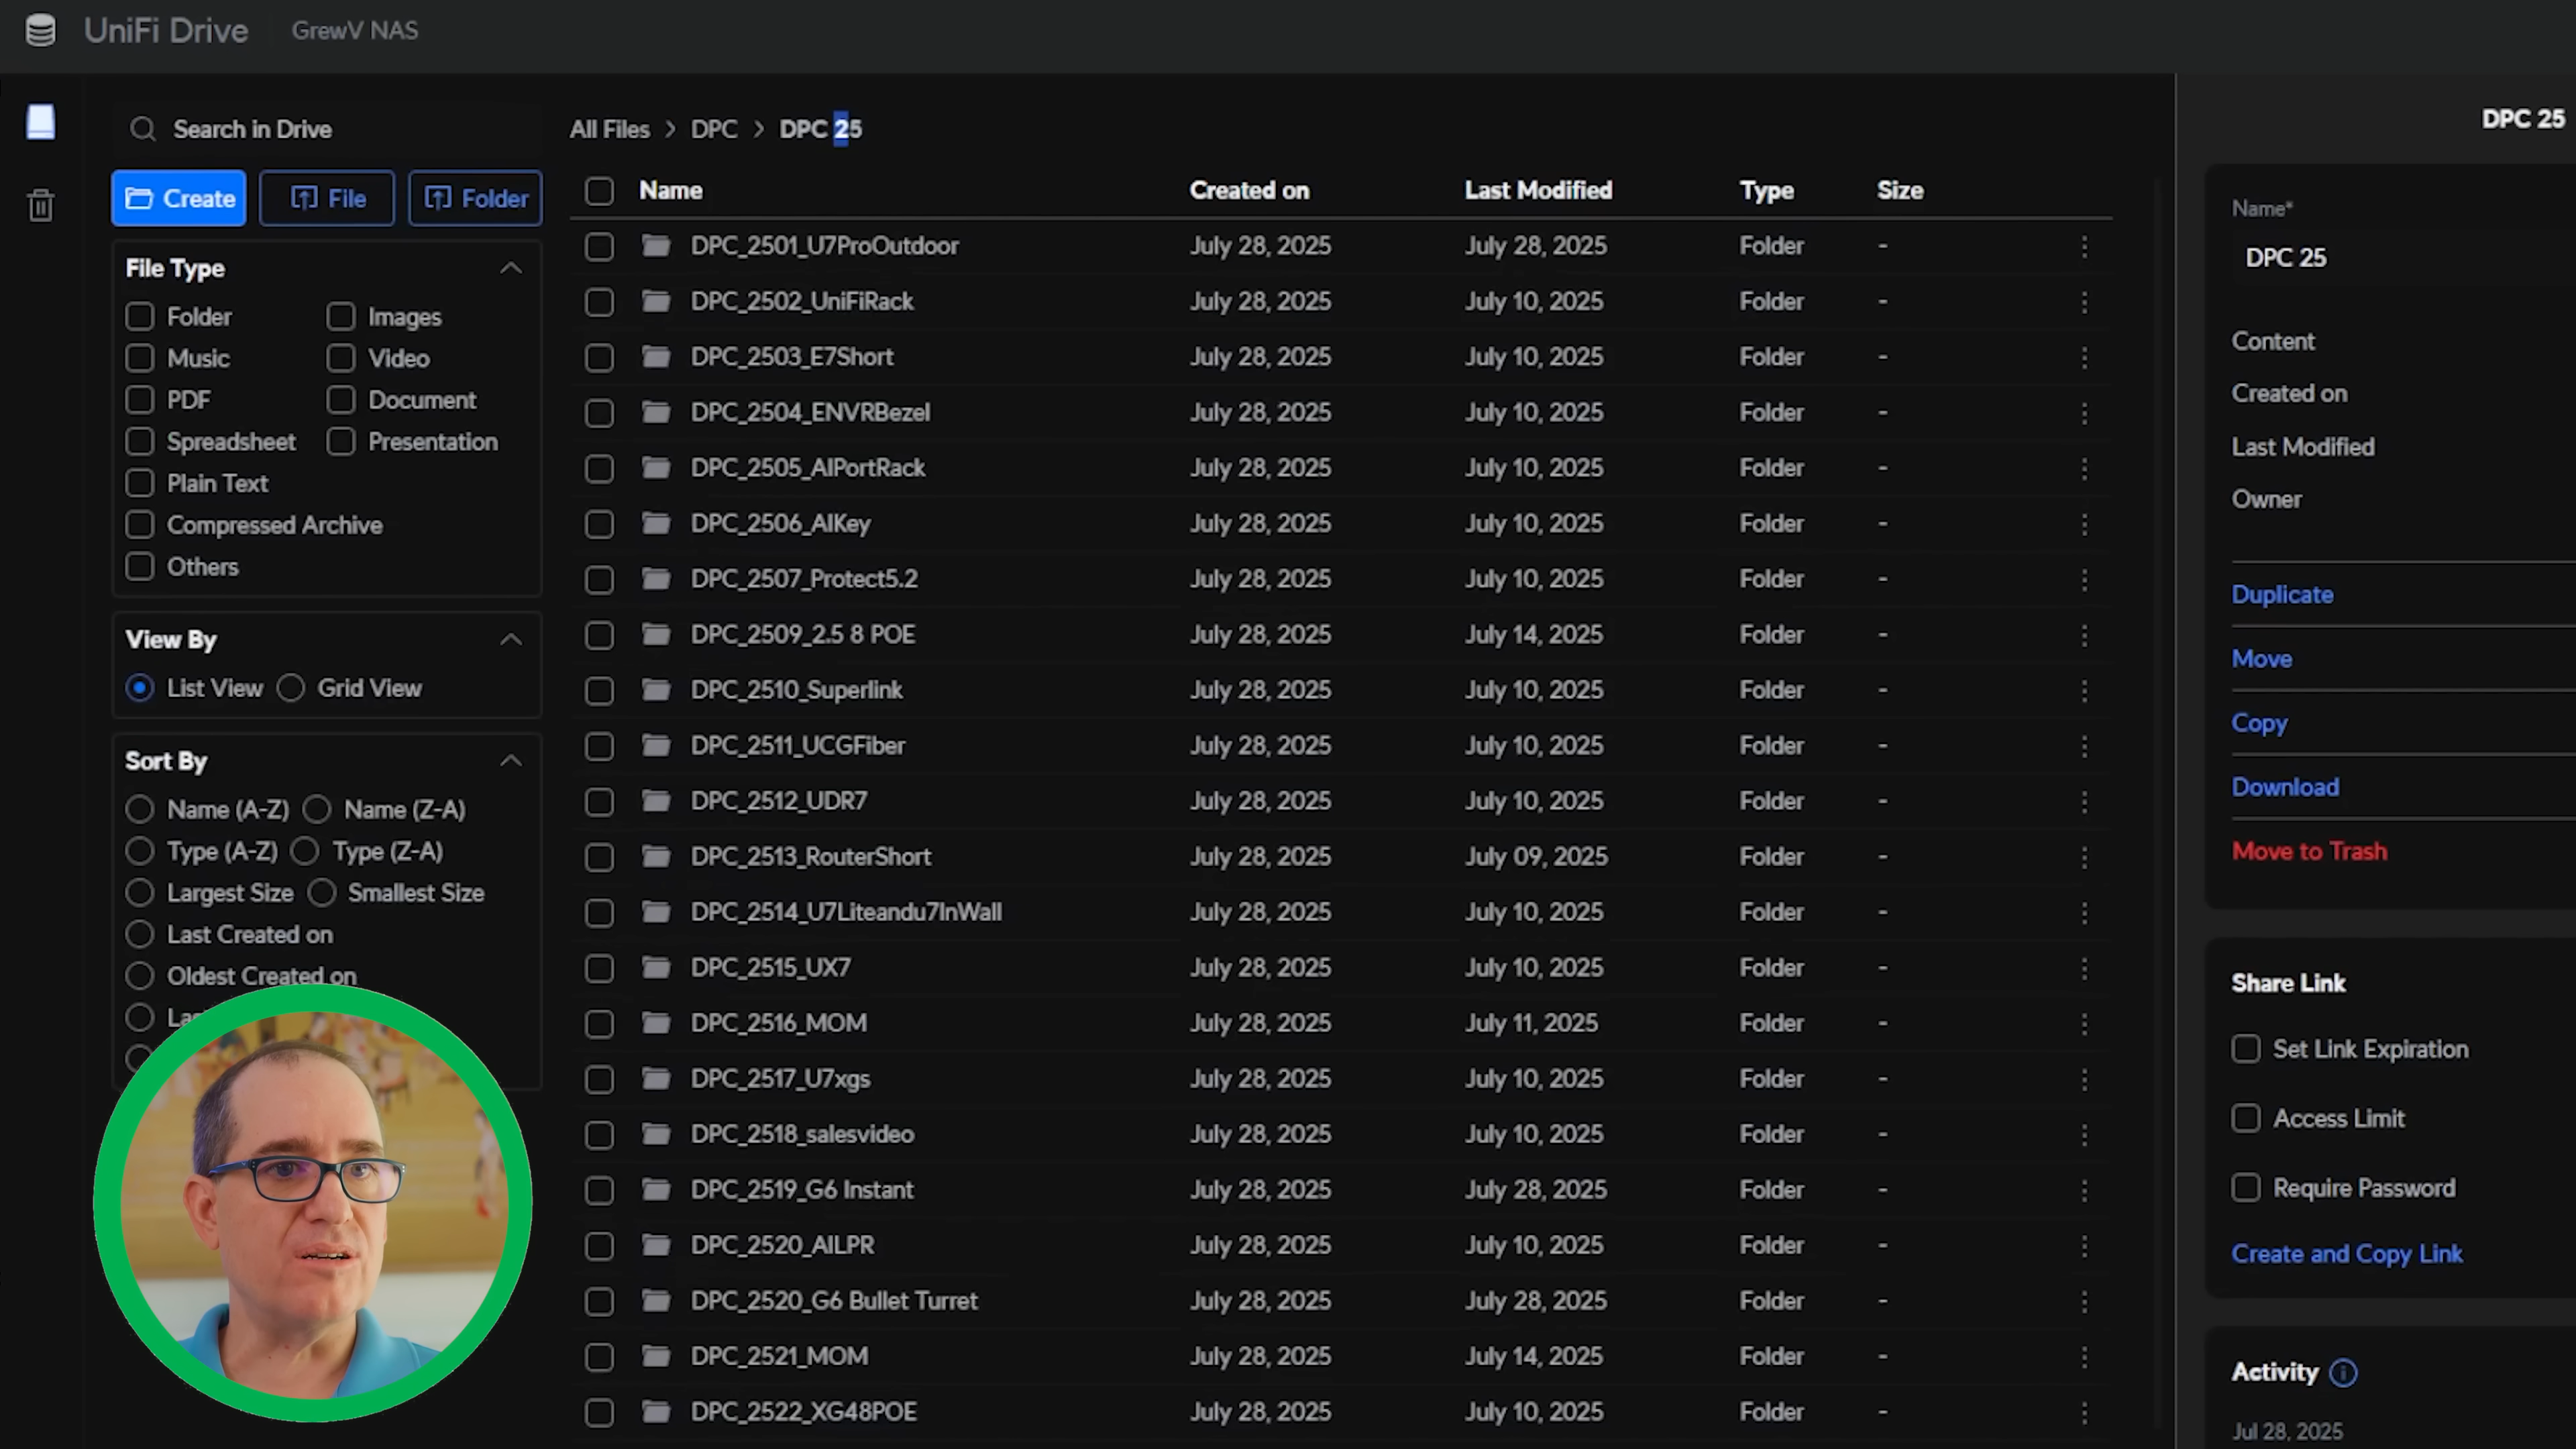 UniFi Drive GrewV NAS
Search in Drive
Create File Folder
File Type
Folder Images
Music Video
PDF Document
Spreadsheet Presentation
Plain Text
Compressed Archive
Others
View By
List View Grid View
Sort By
Name (A-Z) Name (Z-A)
Type (A-Z) Type (Z-A)
Largest Size Smallest Size
Last Created on
Oldest Created on
All Files > DPC > DPC 25
Name Created on Last Modified Type Size
DPC_2501_U7ProOutdoor July 28, 2025 July 28, 2025 Folder -
DPC_2502_UniFiRack July 28, 2025 July 10, 2025 Folder -
DPC_2503_E7Short July 28, 2025 July 10, 2025 Folder -
DPC_2504_ENVRBezel July 28, 2025 July 10, 2025 Folder -
DPC_2505_AIPortRack July 28, 2025 July 10, 2025 Folder -
DPC_2506_AIKey July 28, 2025 July 10, 2025 Folder -
DPC_2507_Protect5.2 July 28, 2025 July 10, 2025 Folder -
DPC_2509_2.5 8 POE July 28, 2025 July 14, 2025 Folder -
DPC_2510_Superlink July 28, 2025 July 10, 2025 Folder -
DPC_2511_UCGFiber July 28, 2025 July 10, 2025 Folder -
DPC_2512_UDR7 July 28, 2025 July 10, 2025 Folder -
DPC_2513_RouterShort July 28, 2025 July 09, 2025 Folder -
DPC_2514_U7Liteandu7InWall July 28, 2025 July 10, 2025 Folder -
DPC_2515_UX7 July 28, 2025 July 10, 2025 Folder -
DPC_2516_MOM July 28, 2025 July 11, 2025 Folder -
DPC_2517_U7xgs July 28, 2025 July 10, 2025 Folder -
DPC_2518_salesvideo July 28, 2025 July 10, 2025 Folder -
DPC_2519_G6 Instant July 28, 2025 July 28, 2025 Folder -
DPC_2520_AILPR July 28, 2025 July 10, 2025 Folder -
DPC_2520_G6 Bullet Turret July 28, 2025 July 28, 2025 Folder -
DPC_2521_MOM July 28, 2025 July 14, 2025 Folder -
DPC_2522_XG48POE July 28, 2025 July 10, 2025 Folder -
DPC 25
Name*
DPC 25
Content
Created on
Last Modified
Owner
Duplicate
Move
Copy
Download
Move to Trash
Share Link
Set Link Expiration
Access Limit
Require Password
Create and Copy Link
Activity
Jul 28, 2025